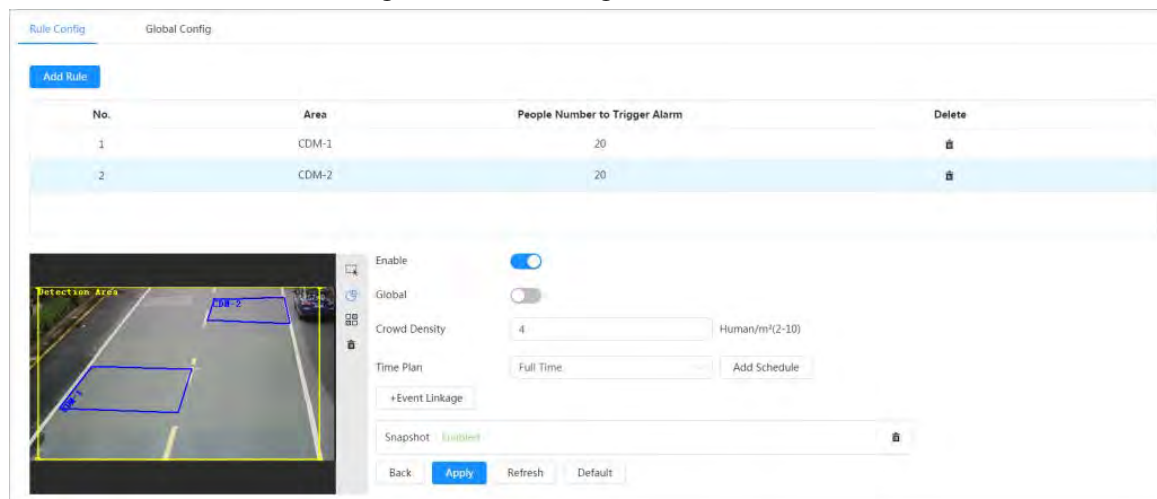 Rule Config Global Config
Add Rule
No. Area People Number to Trigger Alarm Delete
1 CDM-1 20
2 CDM-2 20
Detection Area
CDM-2
CDM-1
Enable
Global
Crowd Density 4 Human/m²(2-10)
Time Plan Full Time Add Schedule
+Event Linkage
Snapshot Enabled
Back Apply Refresh Default